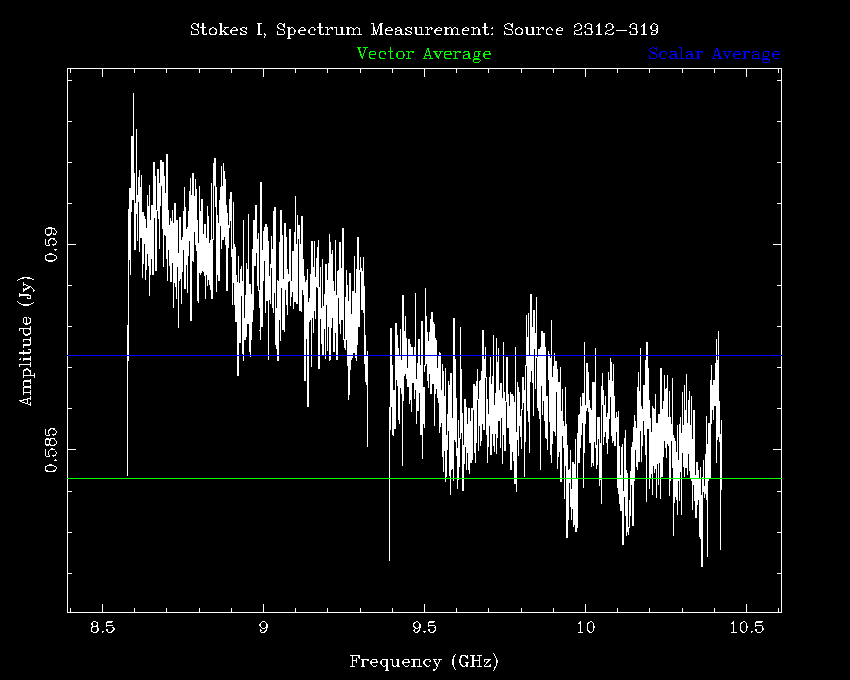 Stokes I, Spectrum Measurement: Source 2312-319
Vector Average Scalar Average
0.59
0.585
Amplitude (Jy)
8.5 9 9.5 10 10.5
Frequency (GHz)